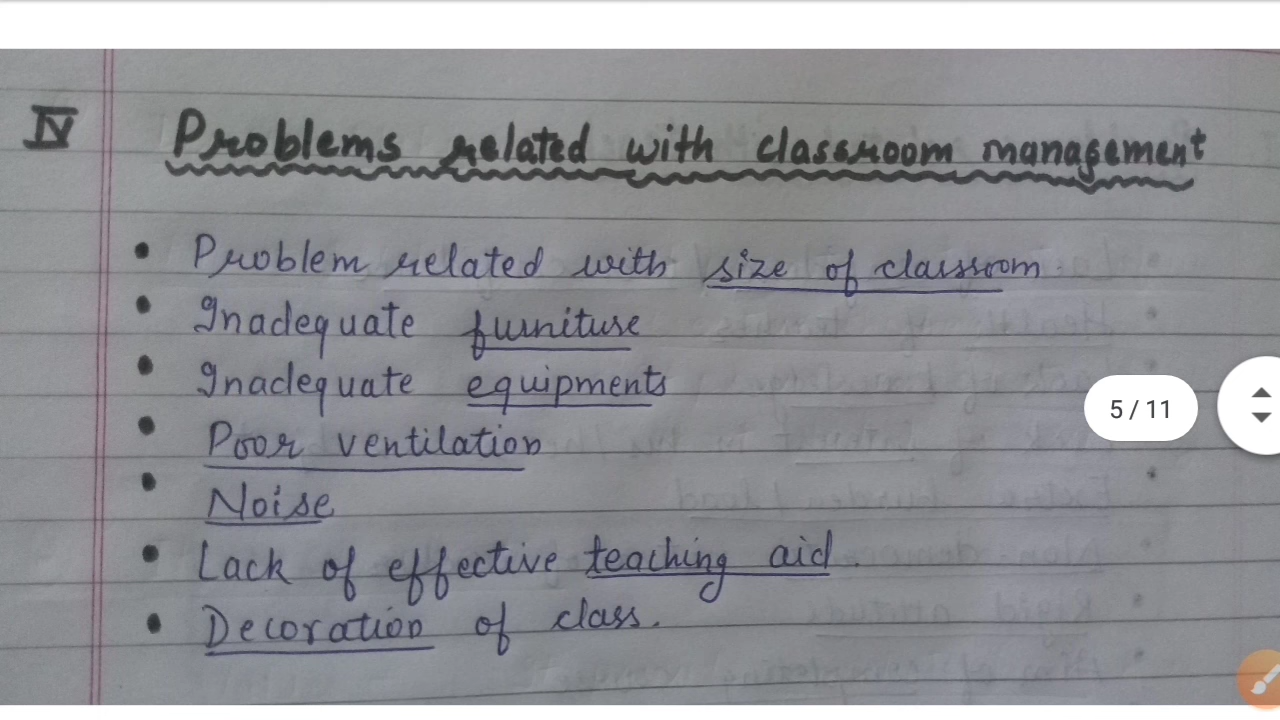 IV Problems related with classroom management
• Problem related with size of classroom.
• Inadequate furniture
• Inadequate equipments
• Poor ventilation
• Noise
• Lack of effective teaching aid.
• Decoration of class.
5 / 11